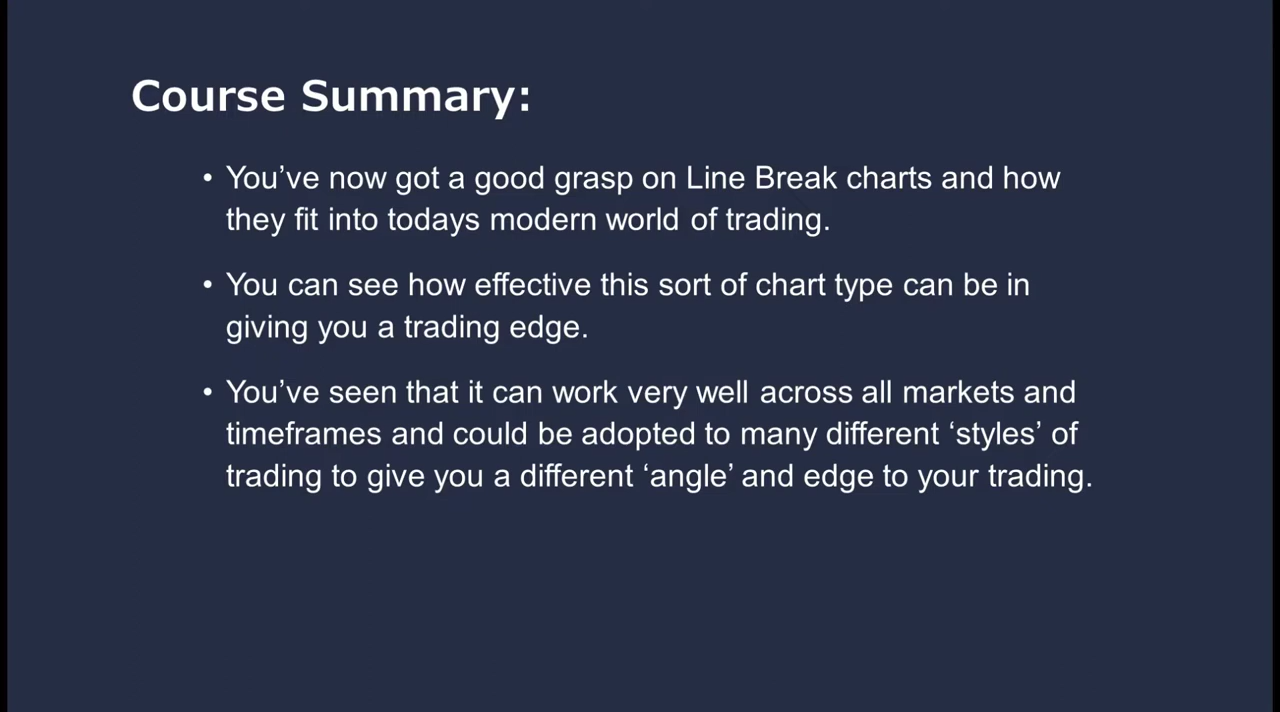 Course Summary:
• You’ve now got a good grasp on Line Break charts and how
they fit into todays modern world of trading.
• You can see how effective this sort of chart type can be in
giving you a trading edge.
• You’ve seen that it can work very well across all markets and
timeframes and could be adopted to many different ‘styles’ of
trading to give you a different ‘angle’ and edge to your trading.